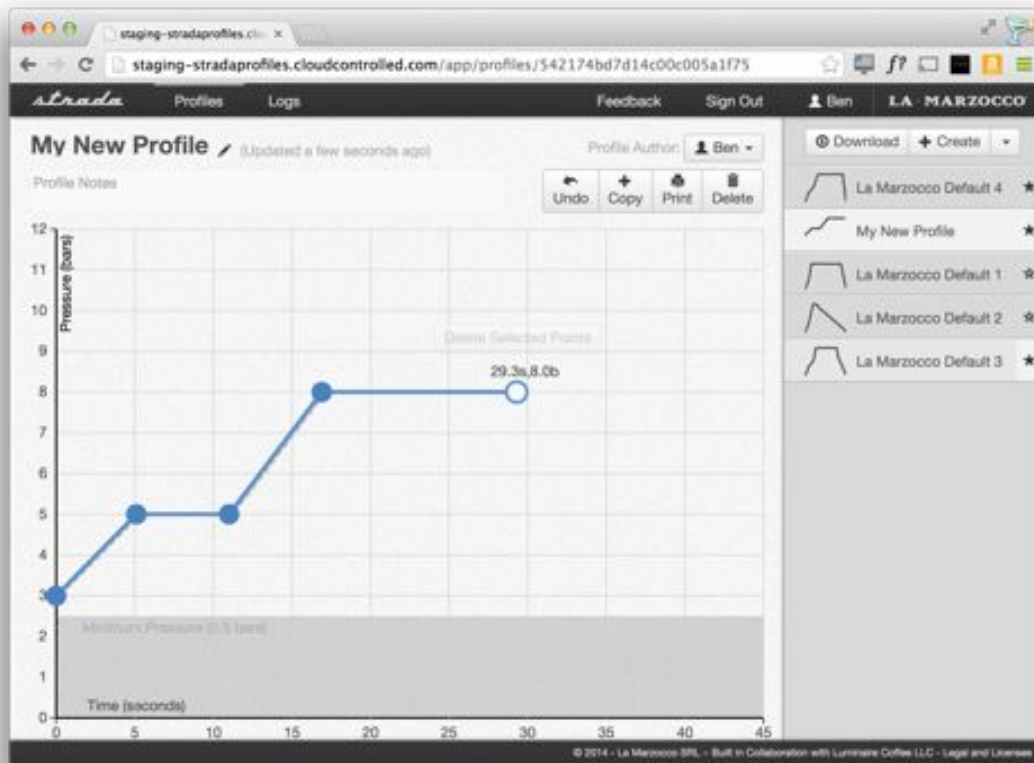 staging-stradaprofiles.clo ×
staging-stradaprofiles.cloudcontrolled.com/app/profiles/542174bd7d14c00c005a1f75
f?
strada Profiles Logs Feedback Sign Out Ben LA MARZOCCO
My New Profile (Updated a few seconds ago) Profile Author: Ben
Profile Notes
Undo Copy Print Delete
Download Create
La Marzocco Default 4
My New Profile
La Marzocco Default 1
La Marzocco Default 2
La Marzocco Default 3
12
11
10
9
8
7
6
5
4
3
2
1
0
Pressure (bars)
Delete Selected Points
29.3s,8.0b
Minimum Pressure bars)
Time (seconds)
0 5 10 15 20 25 30 35 40 45
© 2014 - La Marzocco SRL - Built in Collaboration with Luminaire Coffee LLC - Legal and Licenses